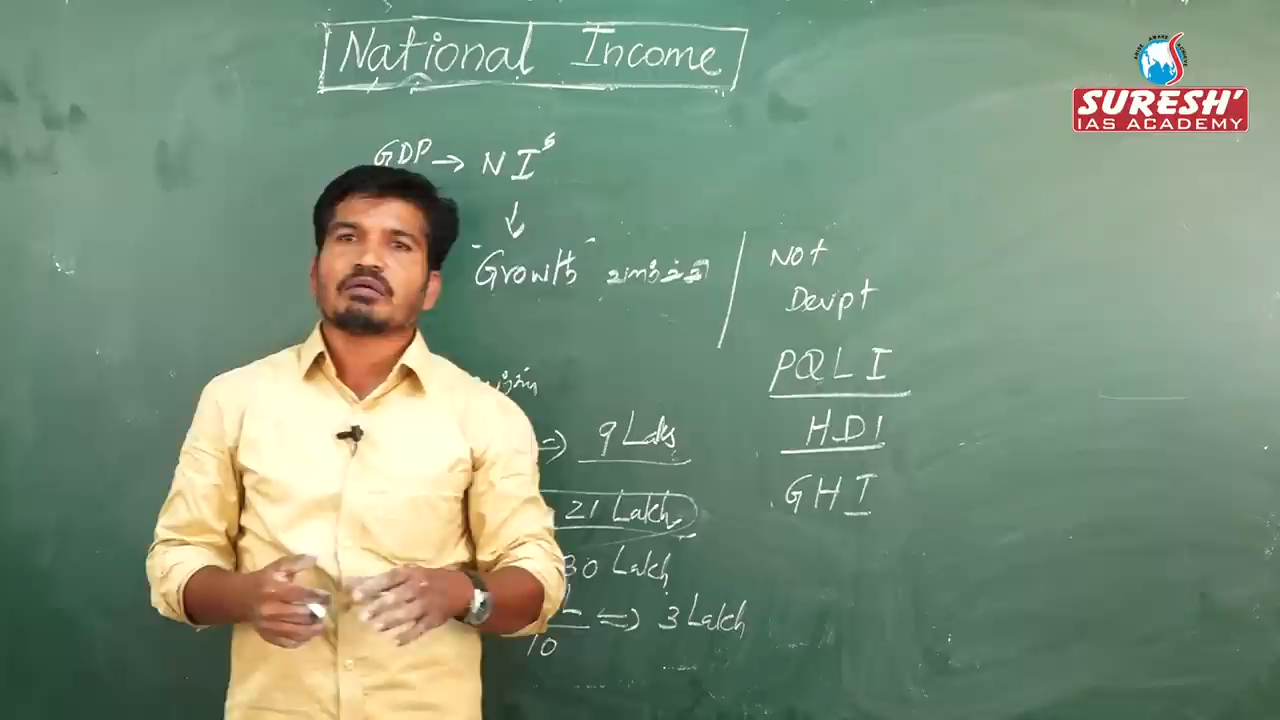 National Income
SURESH'
IAS ACADEMY
GDP → NI
↓
"Growth" வளர்ச்சி / Not
Devpt
PQLI
⇒ 9 Laks
HDI
21 Lakh
GHI
30 Lakh
⇒ 3 Lakh
10